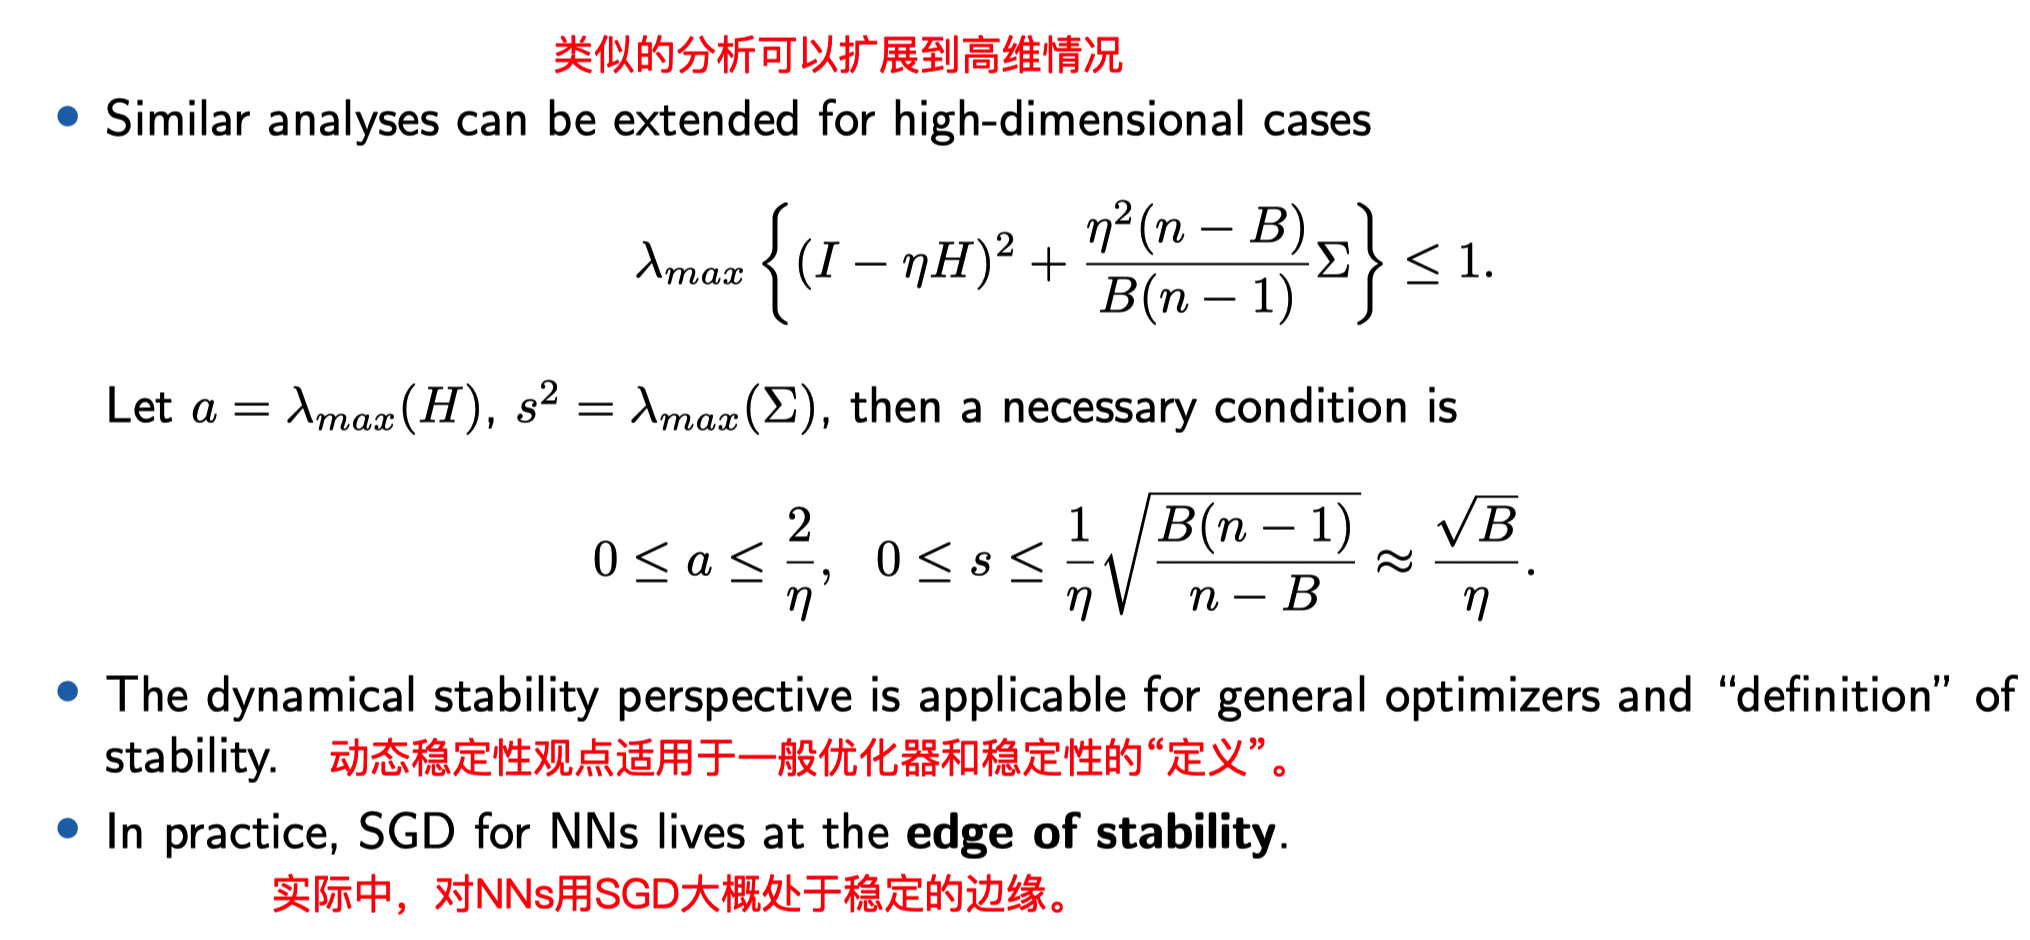 类似的分析可以扩展到高维情况
• Similar analyses can be extended for high-dimensional cases
$\lambda_{max}\left\{(I-\eta H)^2+\frac{\eta^2(n-B)}{B(n-1)}\Sigma\right\}\leq 1.$
Let $a=\lambda_{max}(H)$, $s^2=\lambda_{max}(\Sigma)$, then a necessary condition is
$0\leq a\leq\frac{2}{\eta},\ \ 0\leq s\leq\frac{1}{\eta}\sqrt{\frac{B(n-1)}{n-B}}\approx\frac{\sqrt{B}}{\eta}.$
• The dynamical stability perspective is applicable for general optimizers and “definition” of
stability. 动态稳定性观点适用于一般优化器和稳定性的“定义”。
• In practice, SGD for NNs lives at the edge of stability.
实际中，对NNs用SGD大概处于稳定的边缘。